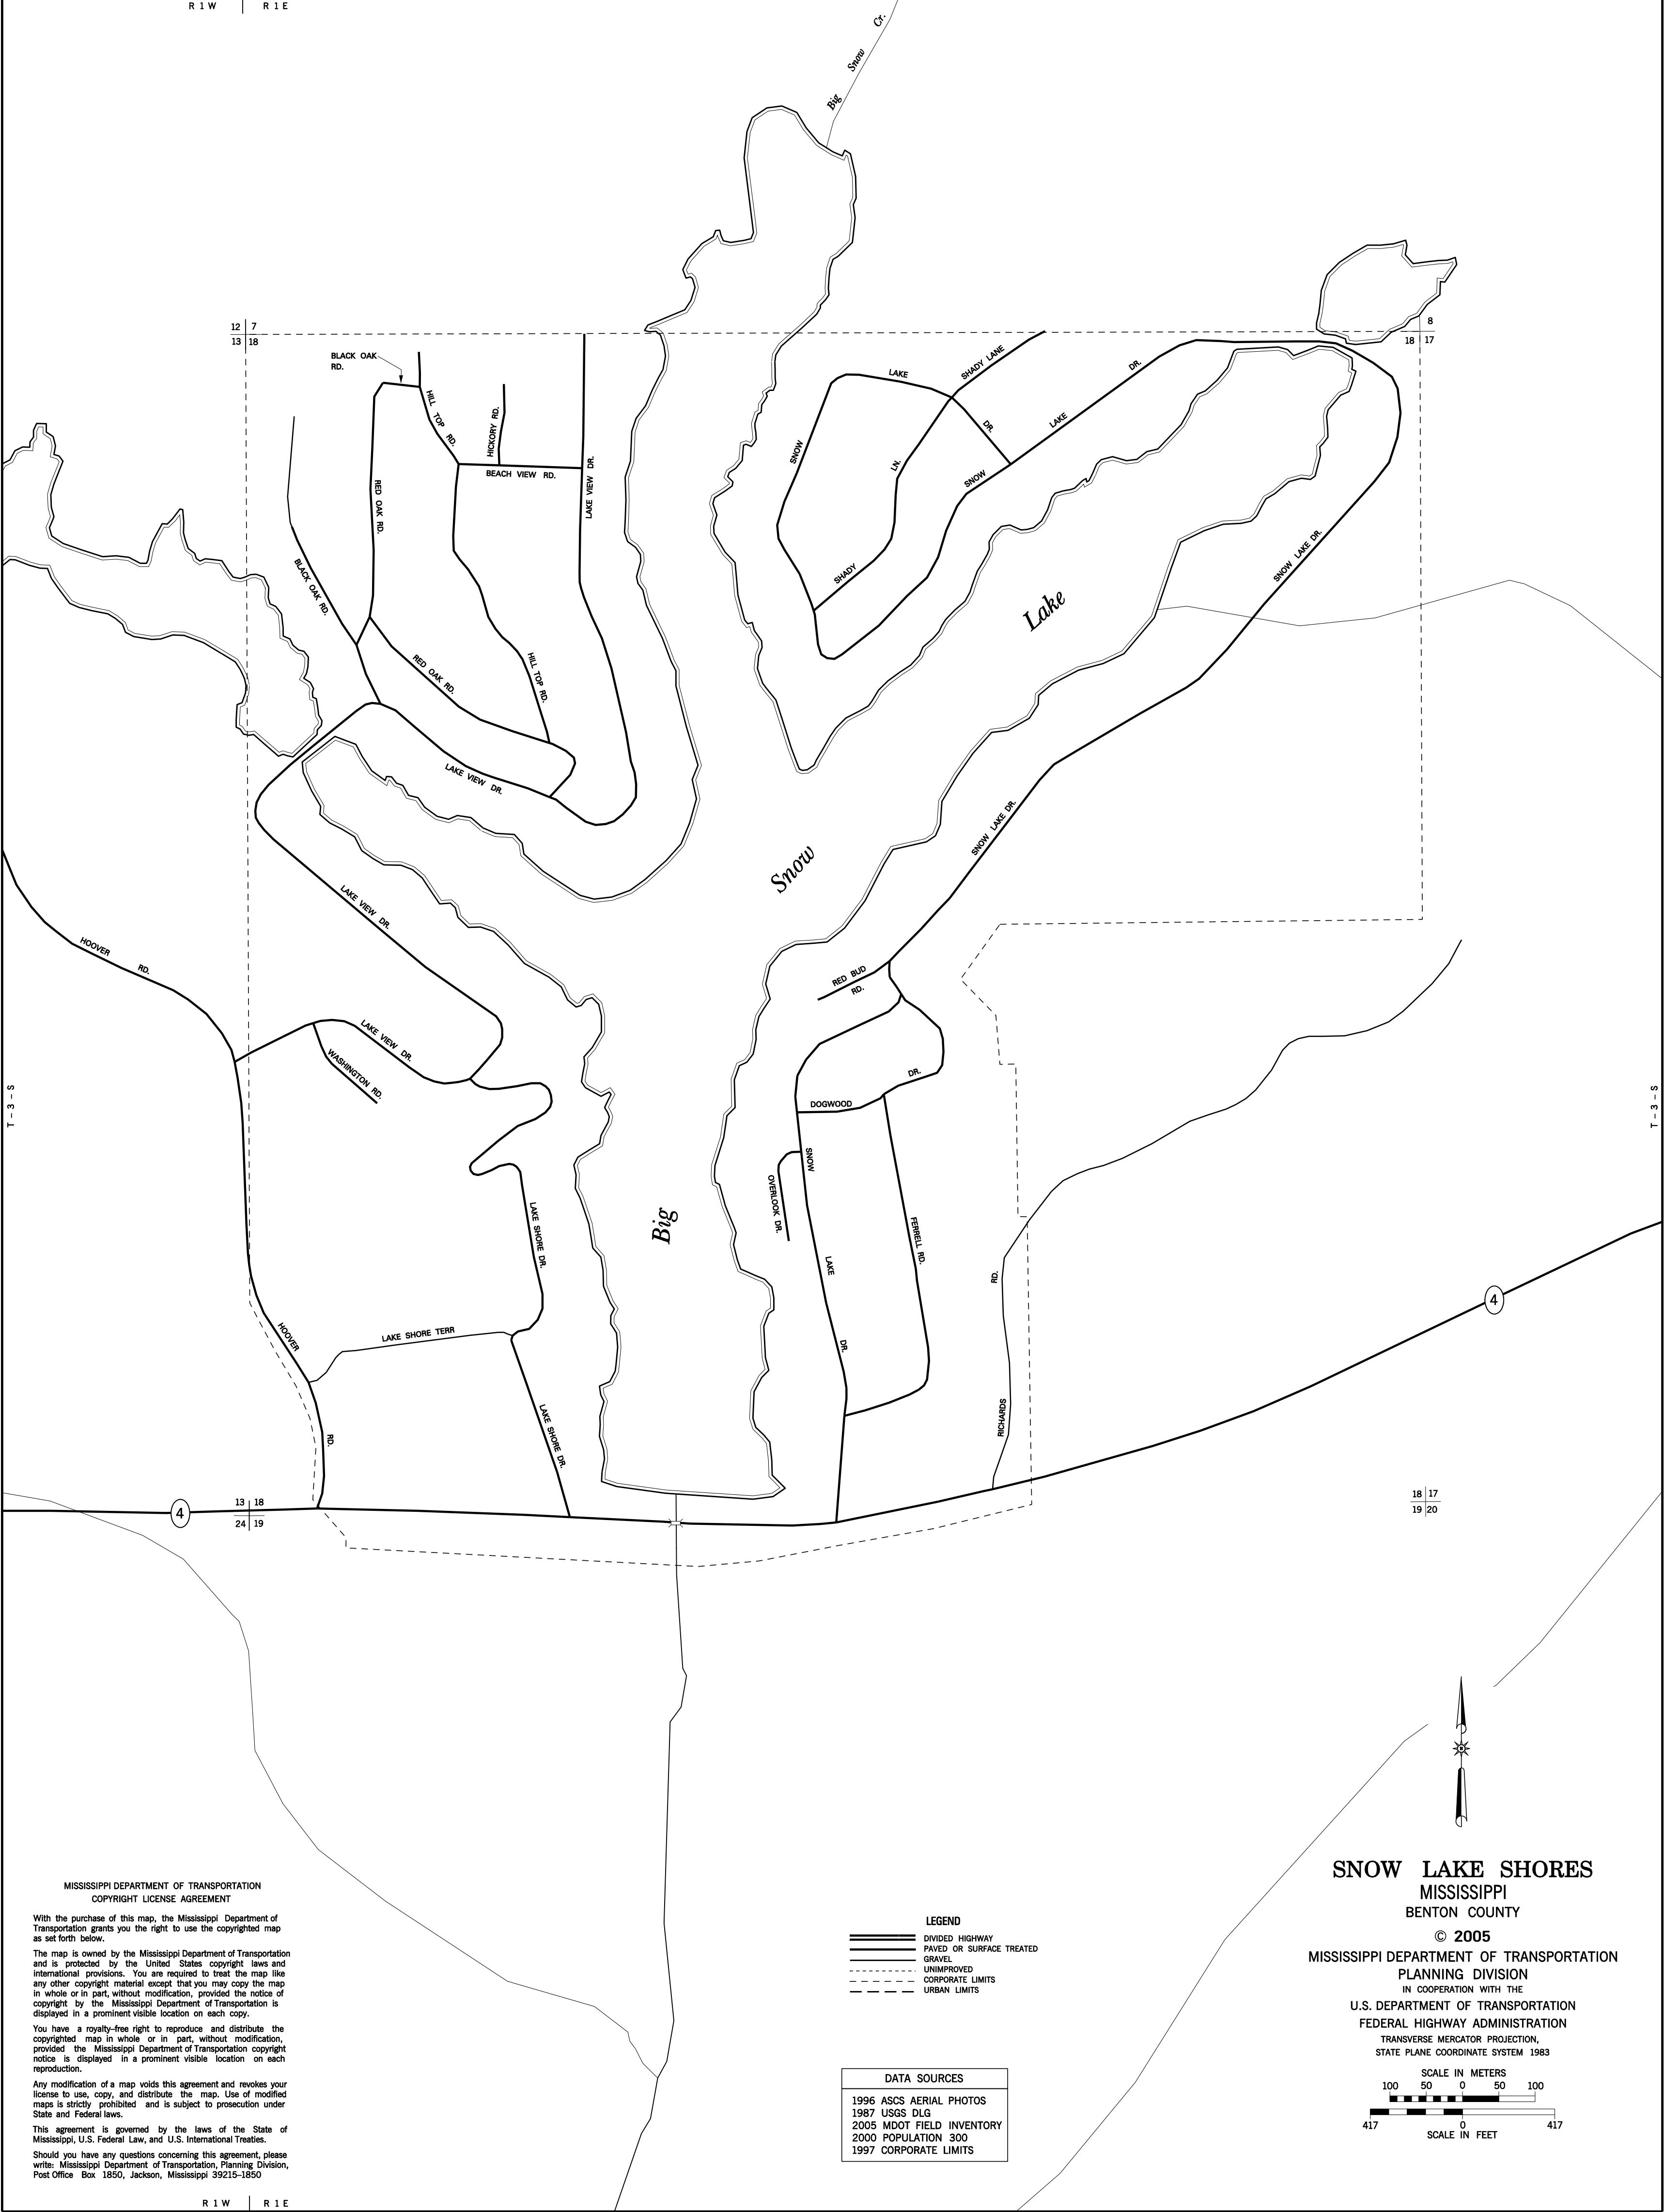 R 1 W R 1 E
Big Snow Cr.
12 7
13 18
8
18 17
BLACK OAK
RD.
HILL TOP RD.
HICKORY RD.
BEACH VIEW RD.
LAKE VIEW DR.
RED OAK RD.
BLACK OAK RD.
RED OAK RD.
HILL TOP RD.
LAKE VIEW DR.
SNOW LAKE DR.
SHADY LANE
SHADY LN.
SNOW LAKE DR.
SNOW LAKE DR.
Big Snow Lake
SNOW LAKE DR.
LAKE VIEW DR.
HOOVER RD.
RED BUD
RD.
LAKE VIEW DR.
WASHINGTON RD.
T - 3 - S
T - 3 - S
DOGWOOD DR.
SNOW LAKE DR.
OVERLOOK DR.
FERRELL RD.
LAKE SHORE DR.
RICHARDS RD.
4
HOOVER RD.
LAKE SHORE TERR
LAKE SHORE DR.
4
13 18
24 19
18 17
19 20
MISSISSIPPI DEPARTMENT OF TRANSPORTATION
COPYRIGHT LICENSE AGREEMENT
With the purchase of this map, the Mississippi Department of
Transportation grants you the right to use the copyrighted map
as set forth below.
The map is owned by the Mississippi Department of Transportation
and is protected by the United States copyright laws and
international provisions. You are required to treat the map like
any other copyright material except that you may copy the map
in whole or in part, without modification, provided the notice of
copyright by the Mississippi Department of Transportation is
displayed in a prominent visible location on each copy.
You have a royalty–free right to reproduce and distribute the
copyrighted map in whole or in part, without modification,
provided the Mississippi Department of Transportation copyright
notice is displayed in a prominent visible location on each
reproduction.
Any modification of a map voids this agreement and revokes your
license to use, copy, and distribute the map. Use of modified
maps is strictly prohibited and is subject to prosecution under
State and Federal laws.
This agreement is governed by the laws of the State of
Mississippi, U.S. Federal Law, and U.S. International Treaties.
Should you have any questions concerning this agreement, please
write: Mississippi Department of Transportation, Planning Division,
Post Office Box 1850, Jackson, Mississippi 39215–1850
R 1 W R 1 E
LEGEND
DIVIDED HIGHWAY
PAVED OR SURFACE TREATED
GRAVEL
UNIMPROVED
CORPORATE LIMITS
URBAN LIMITS
DATA SOURCES
1996 ASCS AERIAL PHOTOS
1987 USGS DLG
2005 MDOT FIELD INVENTORY
2000 POPULATION 300
1997 CORPORATE LIMITS
SNOW LAKE SHORES
MISSISSIPPI
BENTON COUNTY
© 2005
MISSISSIPPI DEPARTMENT OF TRANSPORTATION
PLANNING DIVISION
IN COOPERATION WITH THE
U.S. DEPARTMENT OF TRANSPORTATION
FEDERAL HIGHWAY ADMINISTRATION
TRANSVERSE MERCATOR PROJECTION,
STATE PLANE COORDINATE SYSTEM 1983
SCALE IN METERS
100 50 0 50 100
417 0 417
SCALE IN FEET